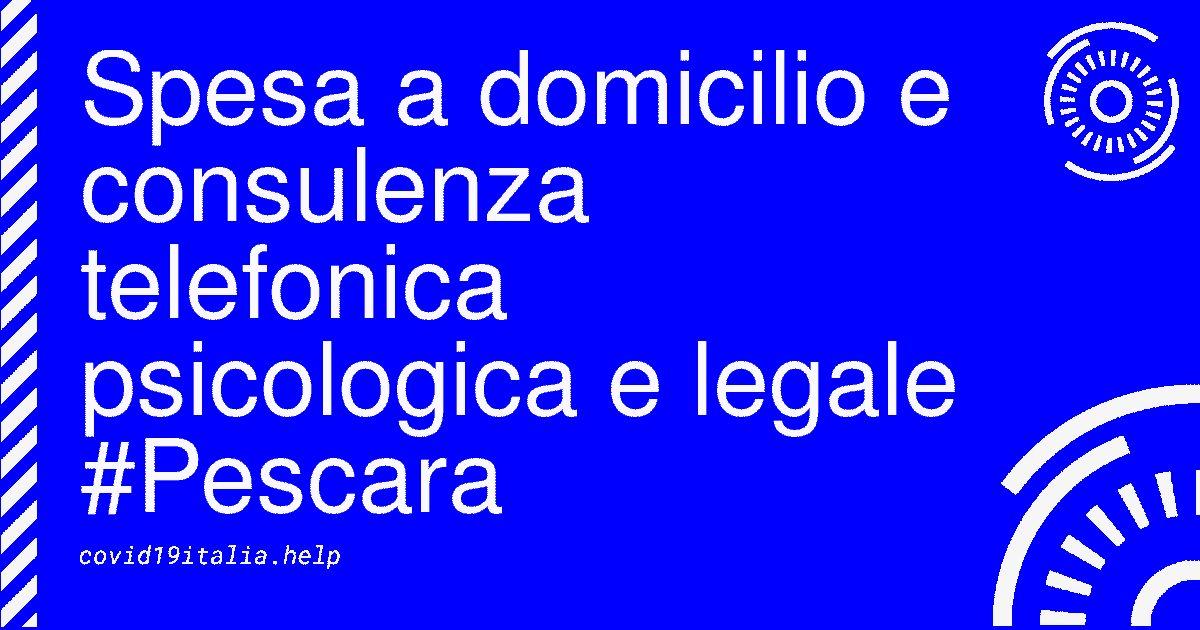 Spesa a domicilio e
consulenza
telefonica
psicologica e legale
#Pescara
covid19italia.help